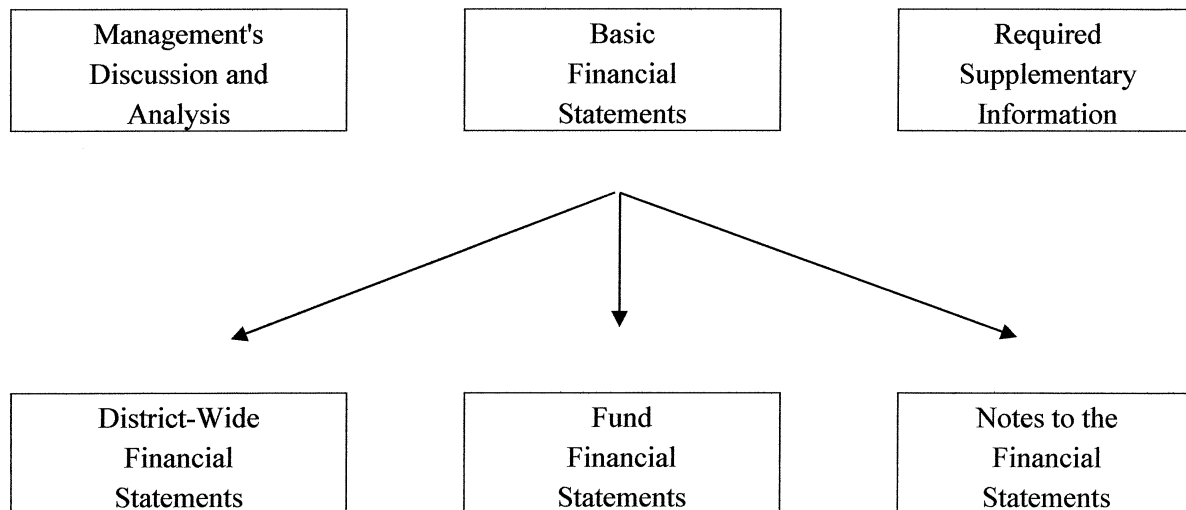 Management's
Discussion and
Analysis
Basic
Financial
Statements
Required
Supplementary
Information
District-Wide
Financial
Statements
Fund
Financial
Statements
Notes to the
Financial
Statements